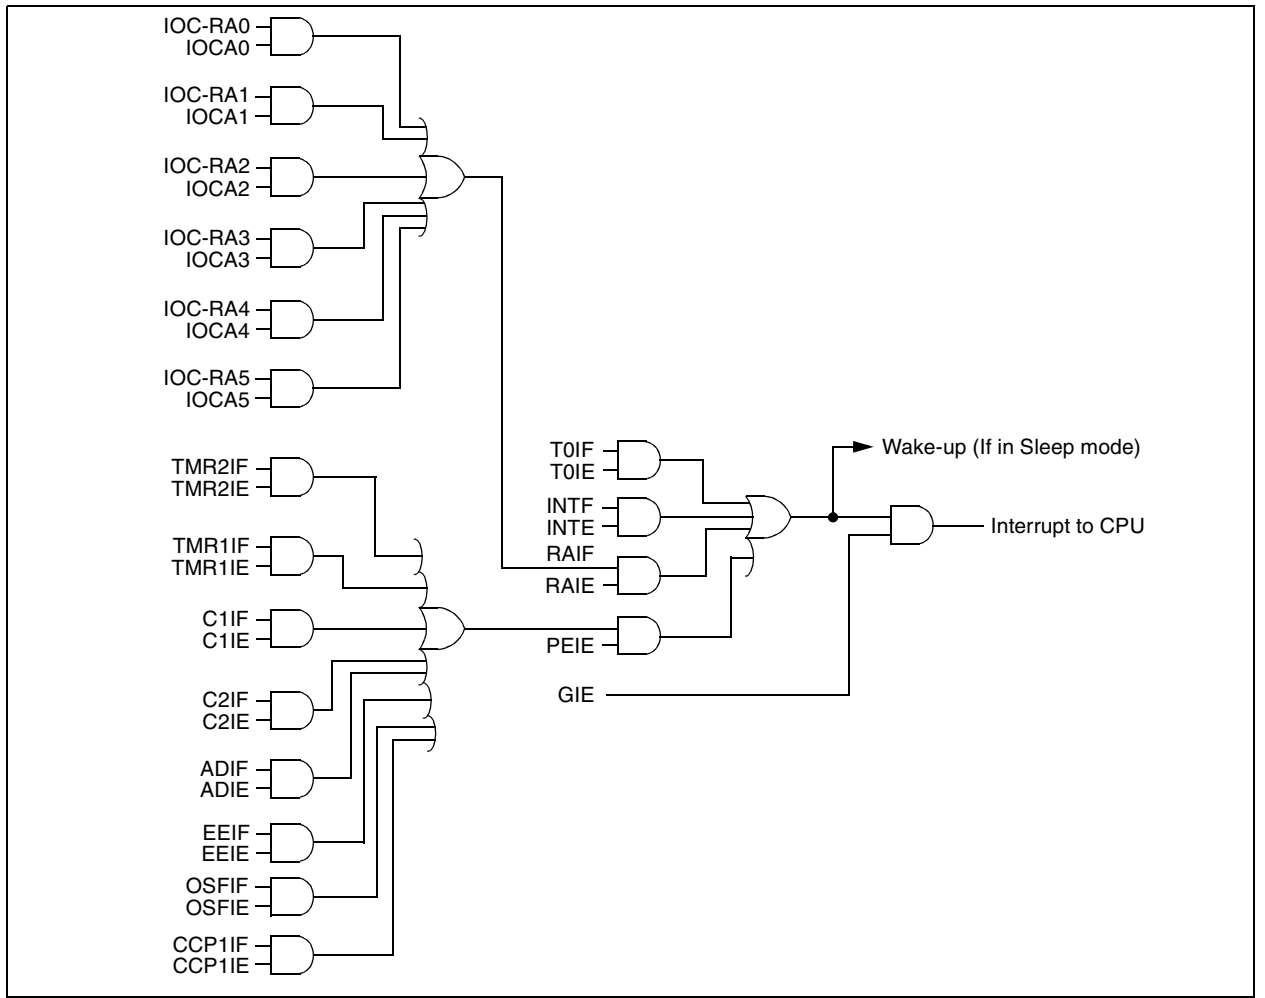 IOC-RA0
IOCA0
IOC-RA1
IOCA1
IOC-RA2
IOCA2
IOC-RA3
IOCA3
IOC-RA4
IOCA4
IOC-RA5
IOCA5
TMR2IF
TMR2IE
TMR1IF
TMR1IE
C1IF
C1IE
C2IF
C2IE
ADIF
ADIE
EEIF
EEIE
OSFIF
OSFIE
CCP1IF
CCP1IE
T0IF
T0IE
INTF
INTE
RAIF
RAIE
PEIE
GIE
Wake-up (If in Sleep mode)
Interrupt to CPU